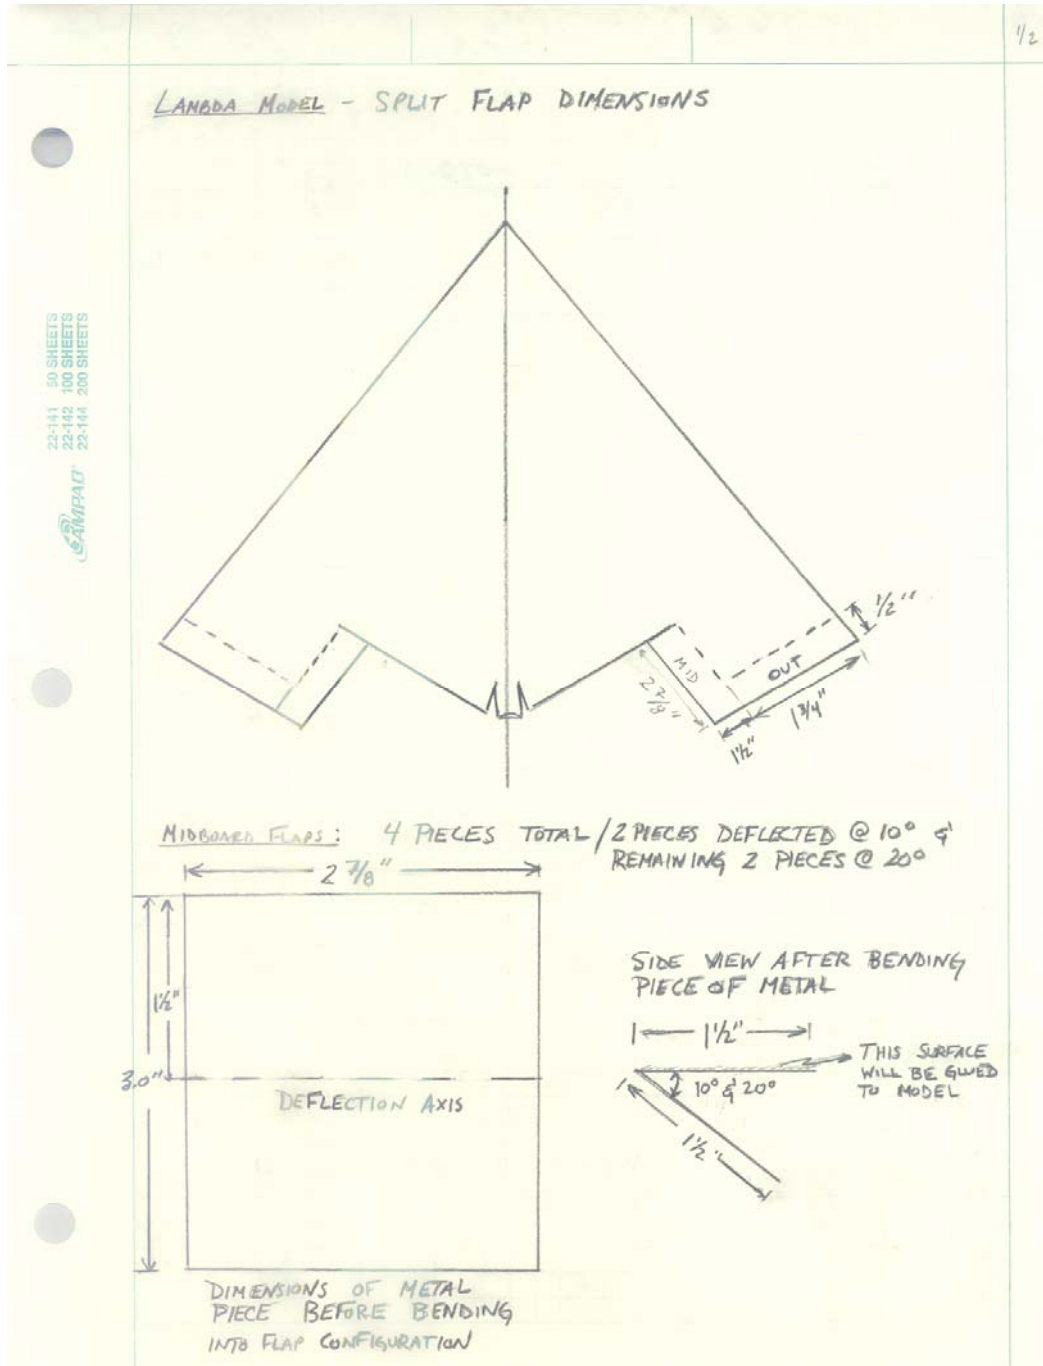 1/2
LAMBDA MODEL - SPLIT FLAP DIMENSIONS
22-141 50 SHEETS
22-142 100 SHEETS
22-144 200 SHEETS
AMPAD
1/2"
MID
OUT
2 7/8"
1 3/4"
1 1/2"
MIDBOARD FLAPS: 4 PIECES TOTAL / 2 PIECES DEFLECTED @ 10° &
REMAINING 2 PIECES @ 20°
2 7/8"
1 1/2"
3.0"
DEFLECTION AXIS
SIDE VIEW AFTER BENDING
PIECE OF METAL
1 1/2"
THIS SURFACE
WILL BE GLUED
TO MODEL
10° & 20°
1 1/2"
DIMENSIONS OF METAL
PIECE BEFORE BENDING
INTO FLAP CONFIGURATION